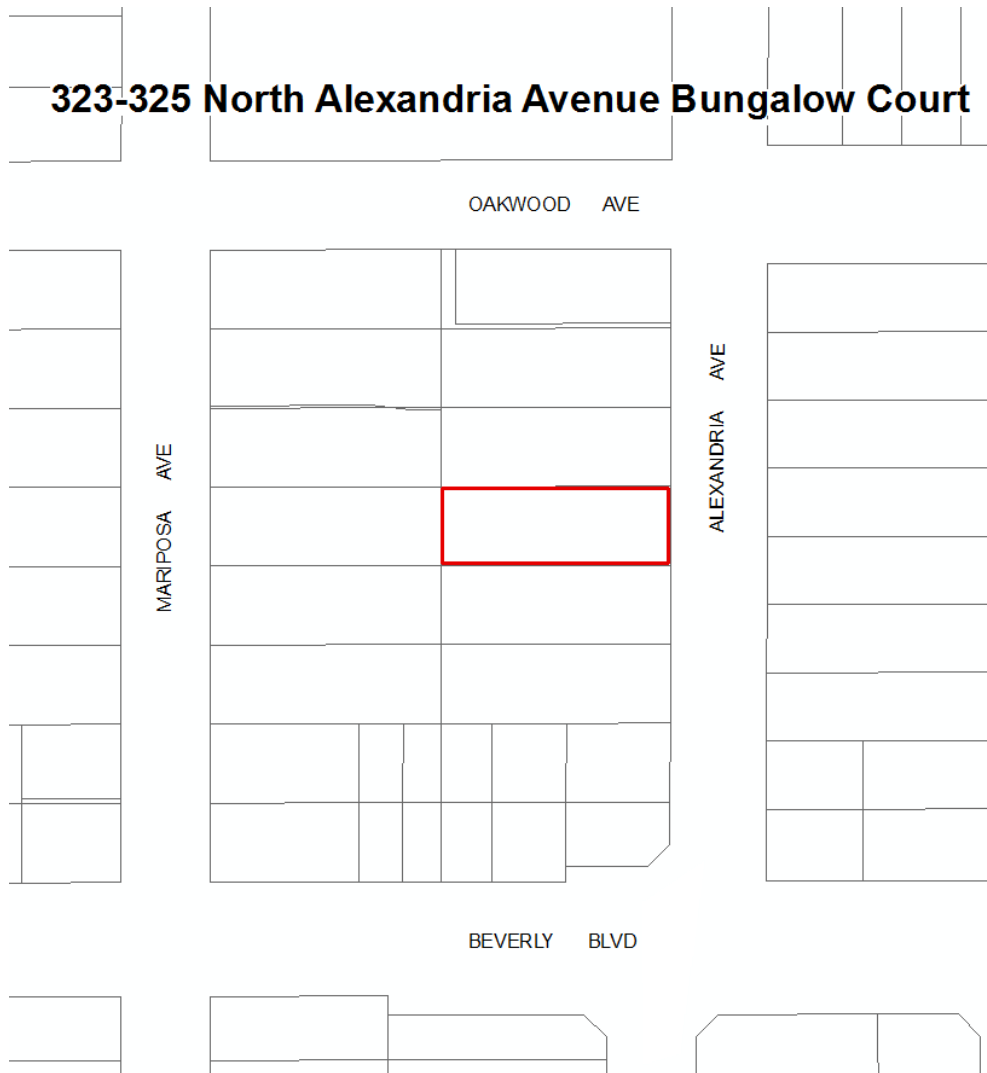 323-325 North Alexandria Avenue Bungalow Court
OAKWOOD AVE
MARIPOSA AVE
ALEXANDRIA AVE
BEVERLY BLVD